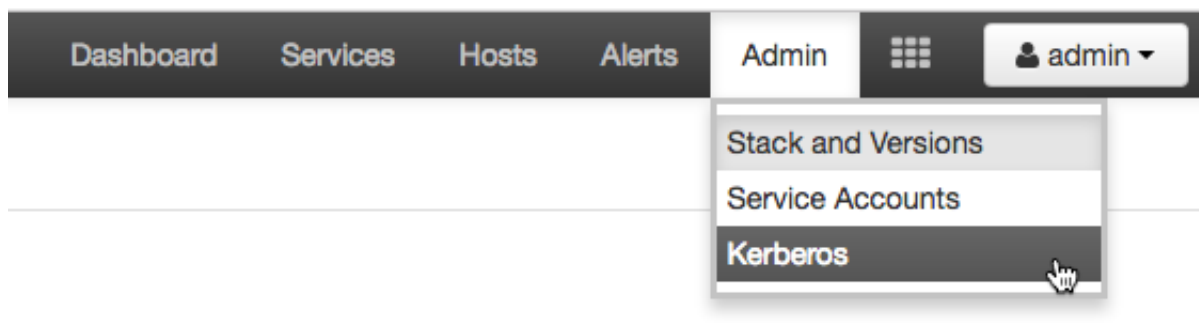 Dashboard Services Hosts Alerts Admin admin
Stack and Versions
Service Accounts
Kerberos